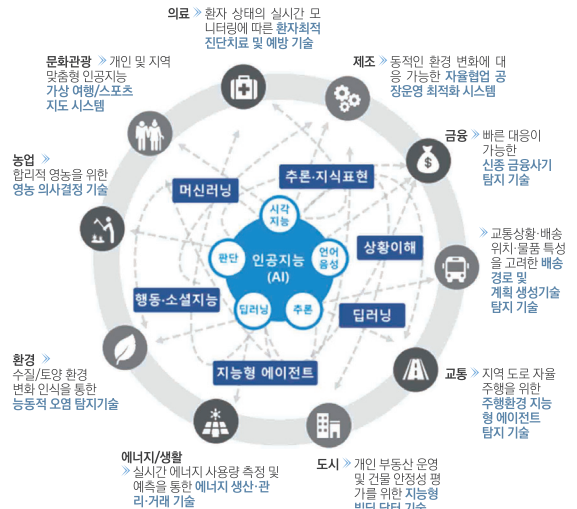 의료 》 환자 상태의 실시간 모
니터링에 따른 환자최적
진단치료 및 예방 기술
문화관광 》 개인 및 지역
맞춤형 인공지능
가상 여행/스포츠
지도 시스템
제조 》 동적인 환경 변화에 대
응 가능한 자율협업 공
장운영 최적화 시스템
금융 》 빠른 대응이
가능한
신종 금융사기
탐지 기술
농업 》
합리적 영농을 위한
영농 의사결정 기술
》 교통상황·배송
위치·물품 특성
을 고려한 배송
경로 및
계획 생성기술
탐지 기술
머신러닝
추론·지식표현
시각
지능
상황이해
판단
언어
음성
인공지능
(AI)
행동·소셜지능
딥러닝
추론
딥러닝
지능형 에이전트
환경 》
수질/토양 환경
변화 인식을 통한
능동적 오염 탐지기술
교통 》 지역 도로 자율
주행을 위한
주행환경 지능
형 에이전트
탐지 기술
에너지/생활
》 실시간 에너지 사용량 측정 및
예측을 통한 에너지 생산·관
리·거래 기술
도시 》 개인 부동산 운영
및 건물 안정성 평
가를 위한 지능형
빌딩 닥터 기술